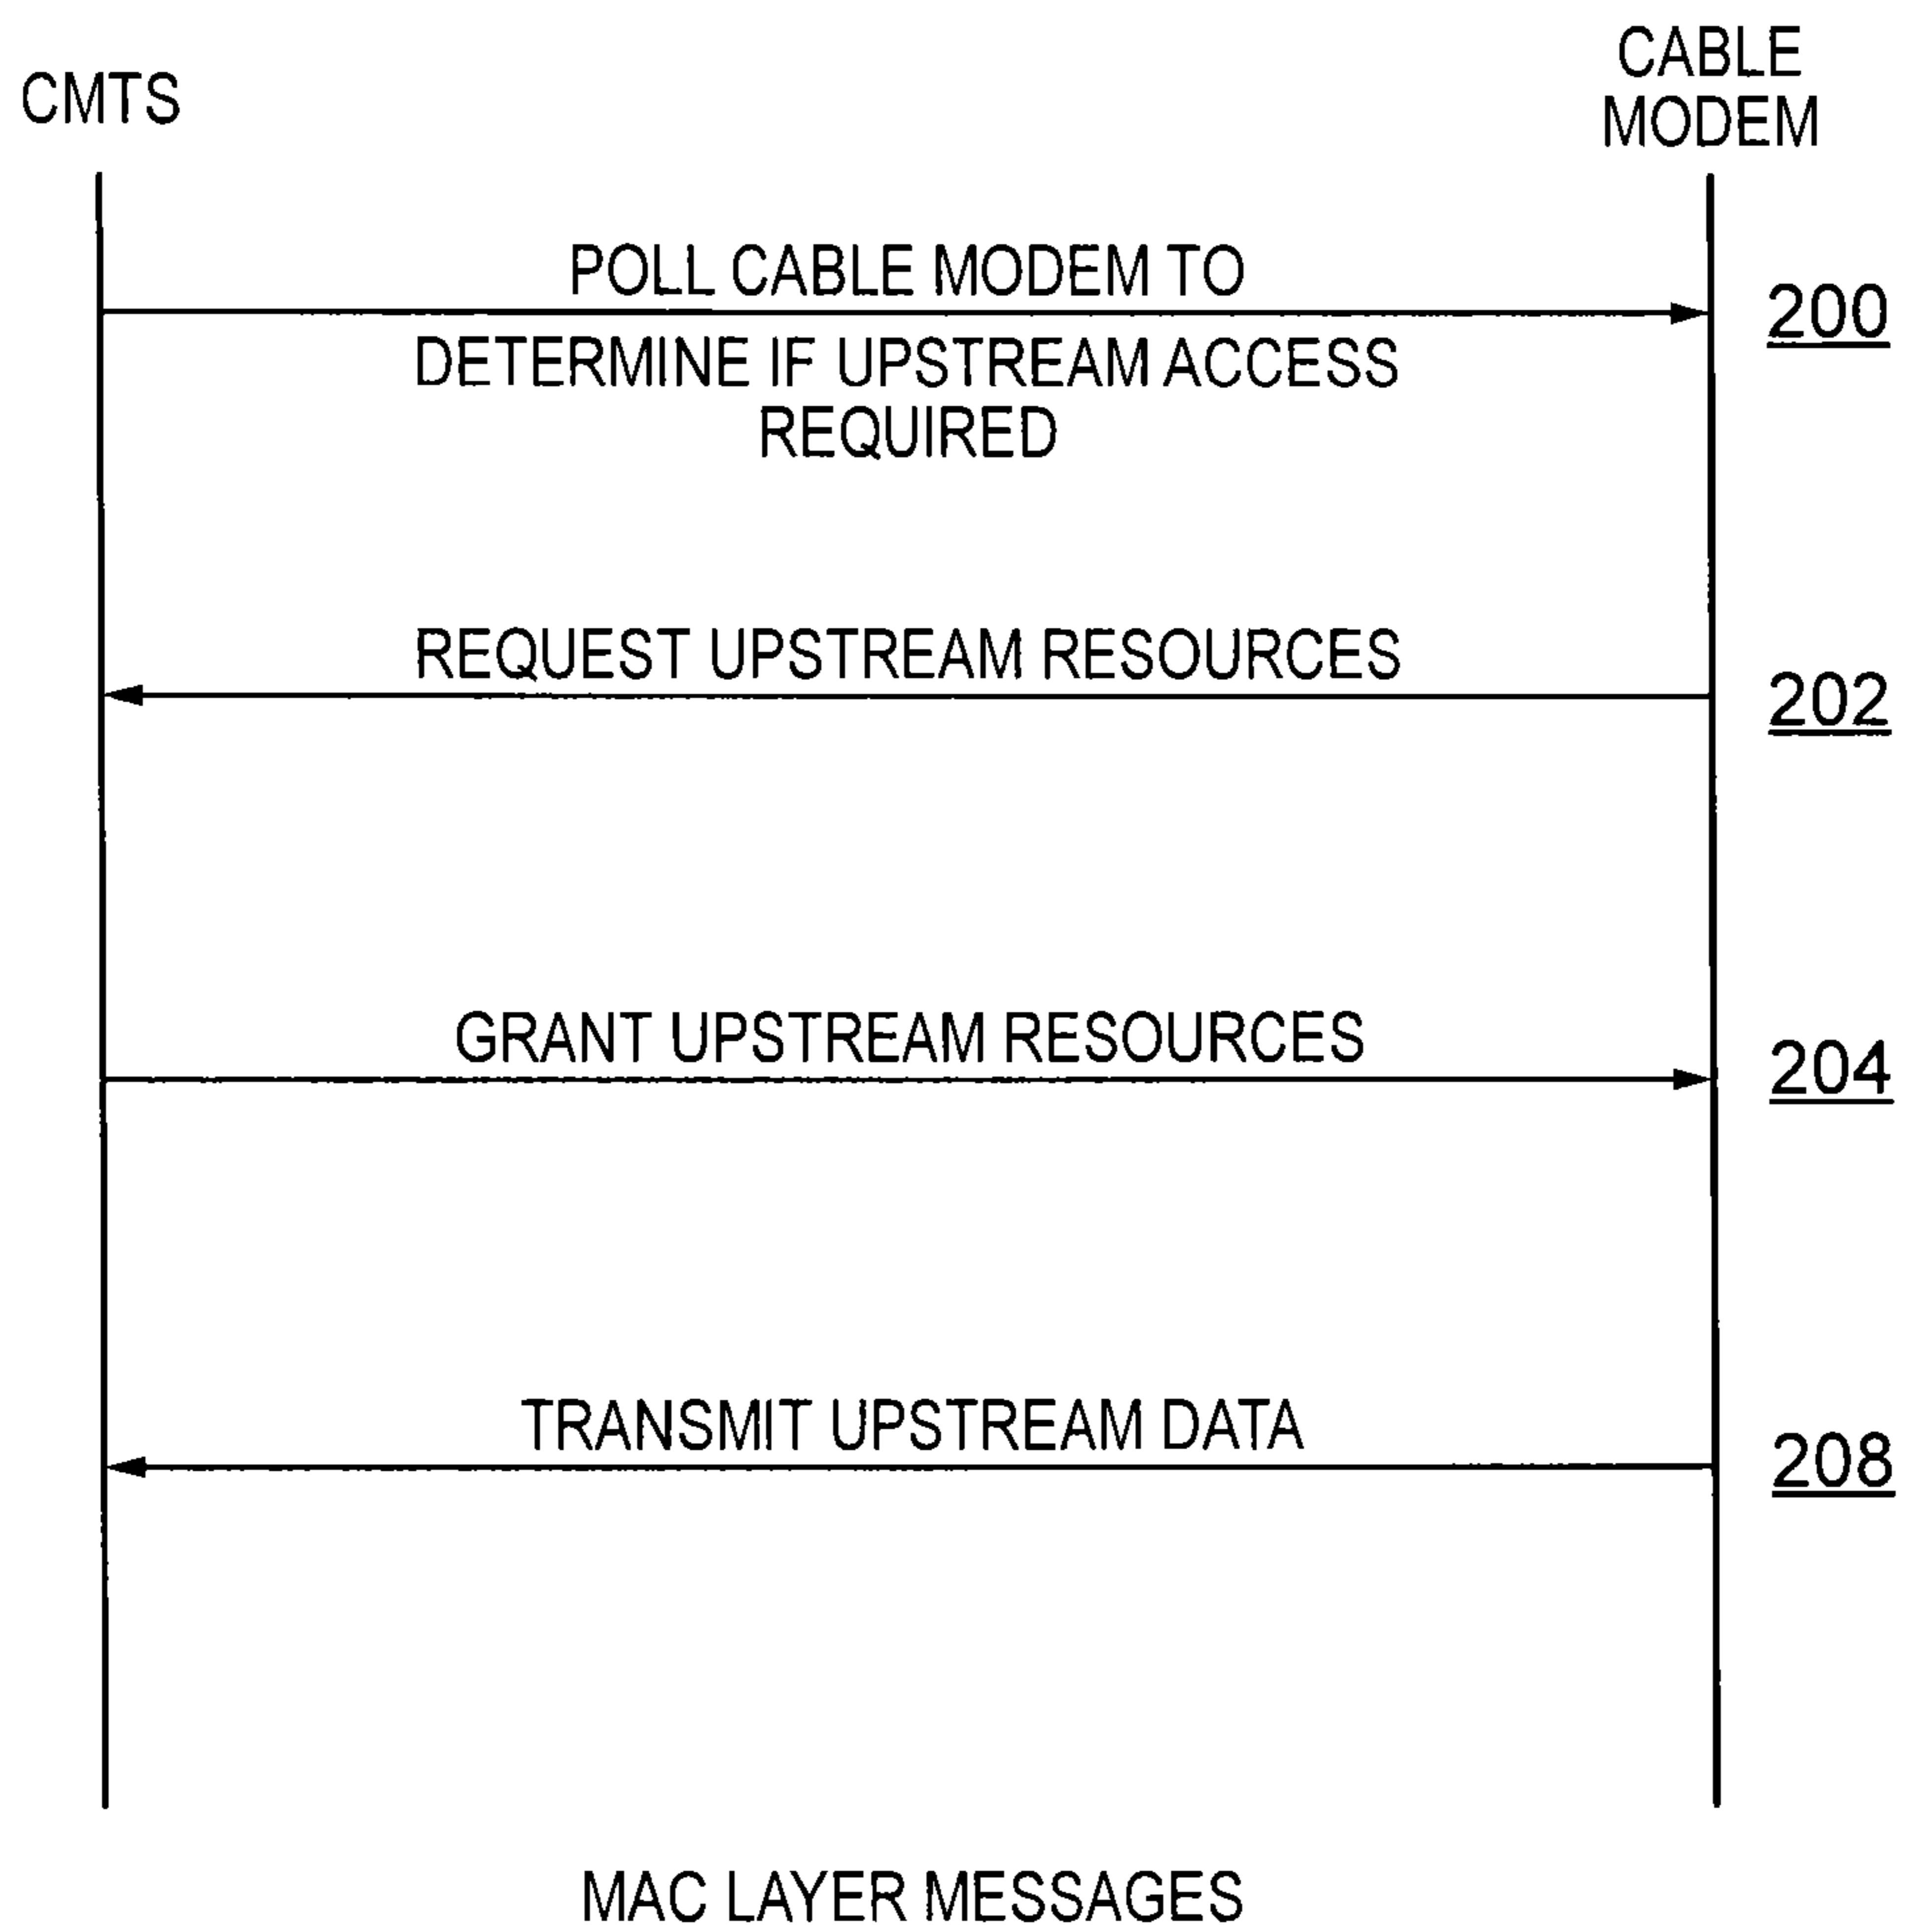 CMTS
CABLE
MODEM
POLL CABLE MODEM TO
200
DETERMINE IF UPSTREAM ACCESS
REQUIRED
REQUEST UPSTREAM RESOURCES
202
GRANT UPSTREAM RESOURCES
204
TRANSMIT UPSTREAM DATA
208
MAC LAYER MESSAGES